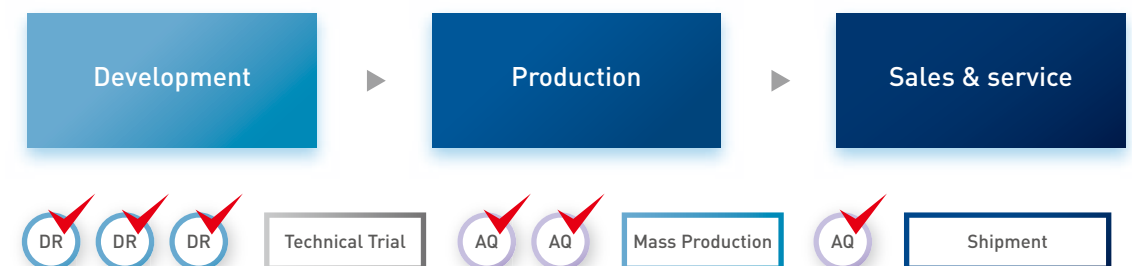 Development
Production
Sales & service
DR
DR
DR
Technical Trial
AQ
AQ
Mass Production
AQ
Shipment